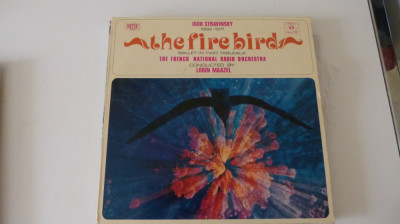 IGOR STRAVINSKY
the fire bird
BALLET IN TWO TABLEAUX
THE FRENCH NATIONAL RADIO ORCHESTRA
CONDUCTED BY
LORIN MAAZEL